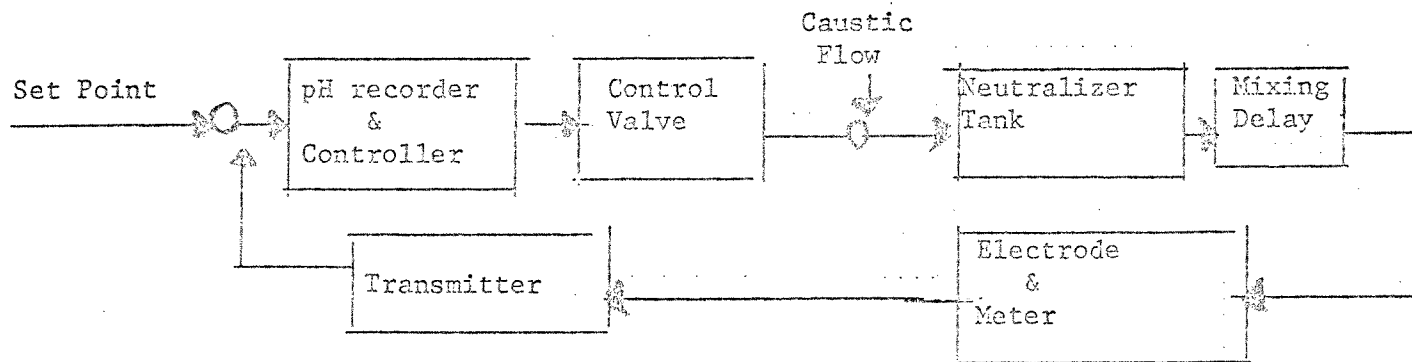 Caustic
Flow
Set Point
pH recorder
&
Controller
Control
Valve
Neutralizer
Tank
Mixing
Delay
Transmitter
Electrode
&
Meter